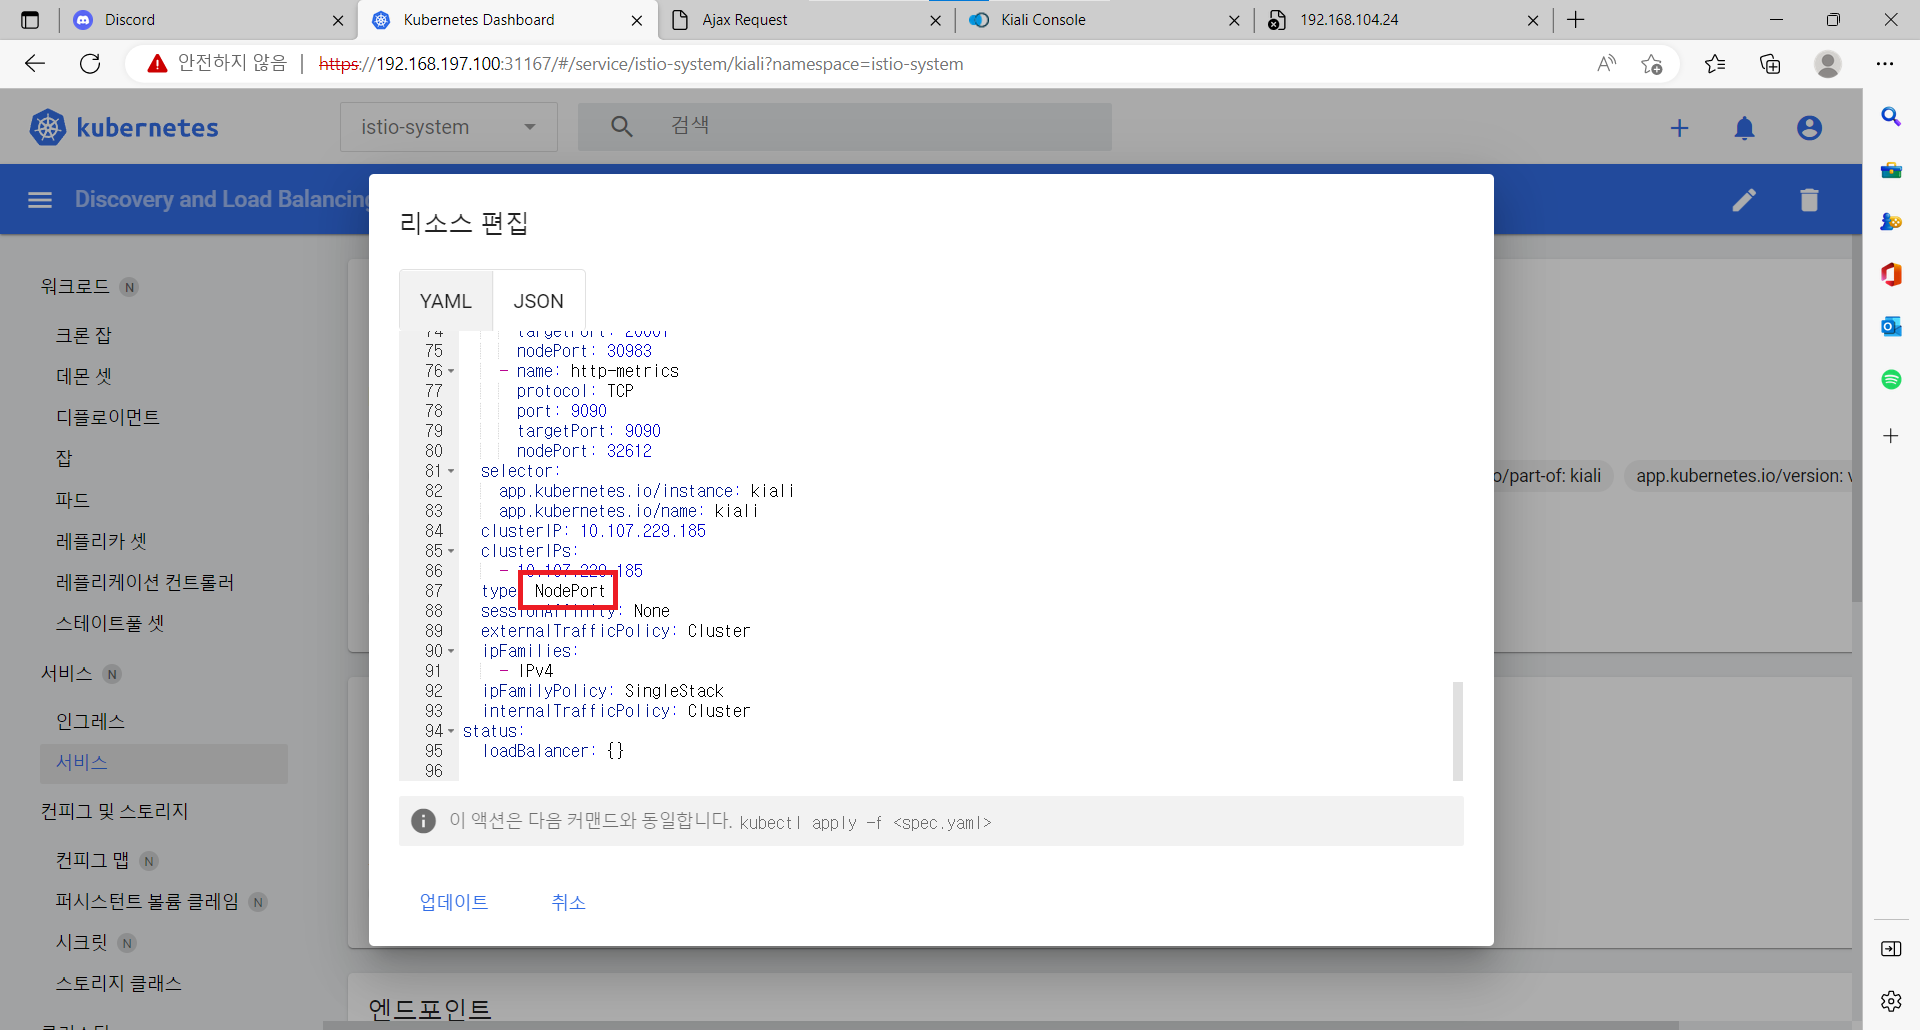 Discord
Kubernetes Dashboard
Ajax Request
Kiali Console
192.168.104.24
안전하지 않음
https://192.168.197.100:31167/#/service/istio-system/kiali?namespace=istio-system
kubernetes
istio-system
검색
Discovery and Load Balancing
리소스 편집
YAML
JSON
워크로드 N
크론 잡
데몬 셋
디플로이먼트
잡
파드
레플리카 셋
레플리케이션 컨트롤러
스테이트풀 셋
서비스 N
인그레스
서비스
컨피그 및 스토리지
컨피그 맵 N
퍼시스턴트 볼륨 클레임 N
시크릿 N
스토리지 클래스
74 targetPort: 20001
75 nodePort: 30983
76 - name: http-metrics
77 protocol: TCP
78 port: 9090
79 targetPort: 9090
80 nodePort: 32612
81 selector:
82 app.kubernetes.io/instance: kiali
83 app.kubernetes.io/name: kiali
84 clusterIP: 10.107.229.185
85 clusterIPs:
86 - 10.107.229.185
87 type NodePort
88 sessionAffinity: None
89 externalTrafficPolicy: Cluster
90 ipFamilies:
91 - IPv4
92 ipFamilyPolicy: SingleStack
93 internalTrafficPolicy: Cluster
94 status:
95 loadBalancer: {}
96
이 액션은 다음 커맨드와 동일합니다. kubectl apply -f <spec.yaml>
업데이트
취소
o/part-of: kiali
app.kubernetes.io/version: v
엔드포인트